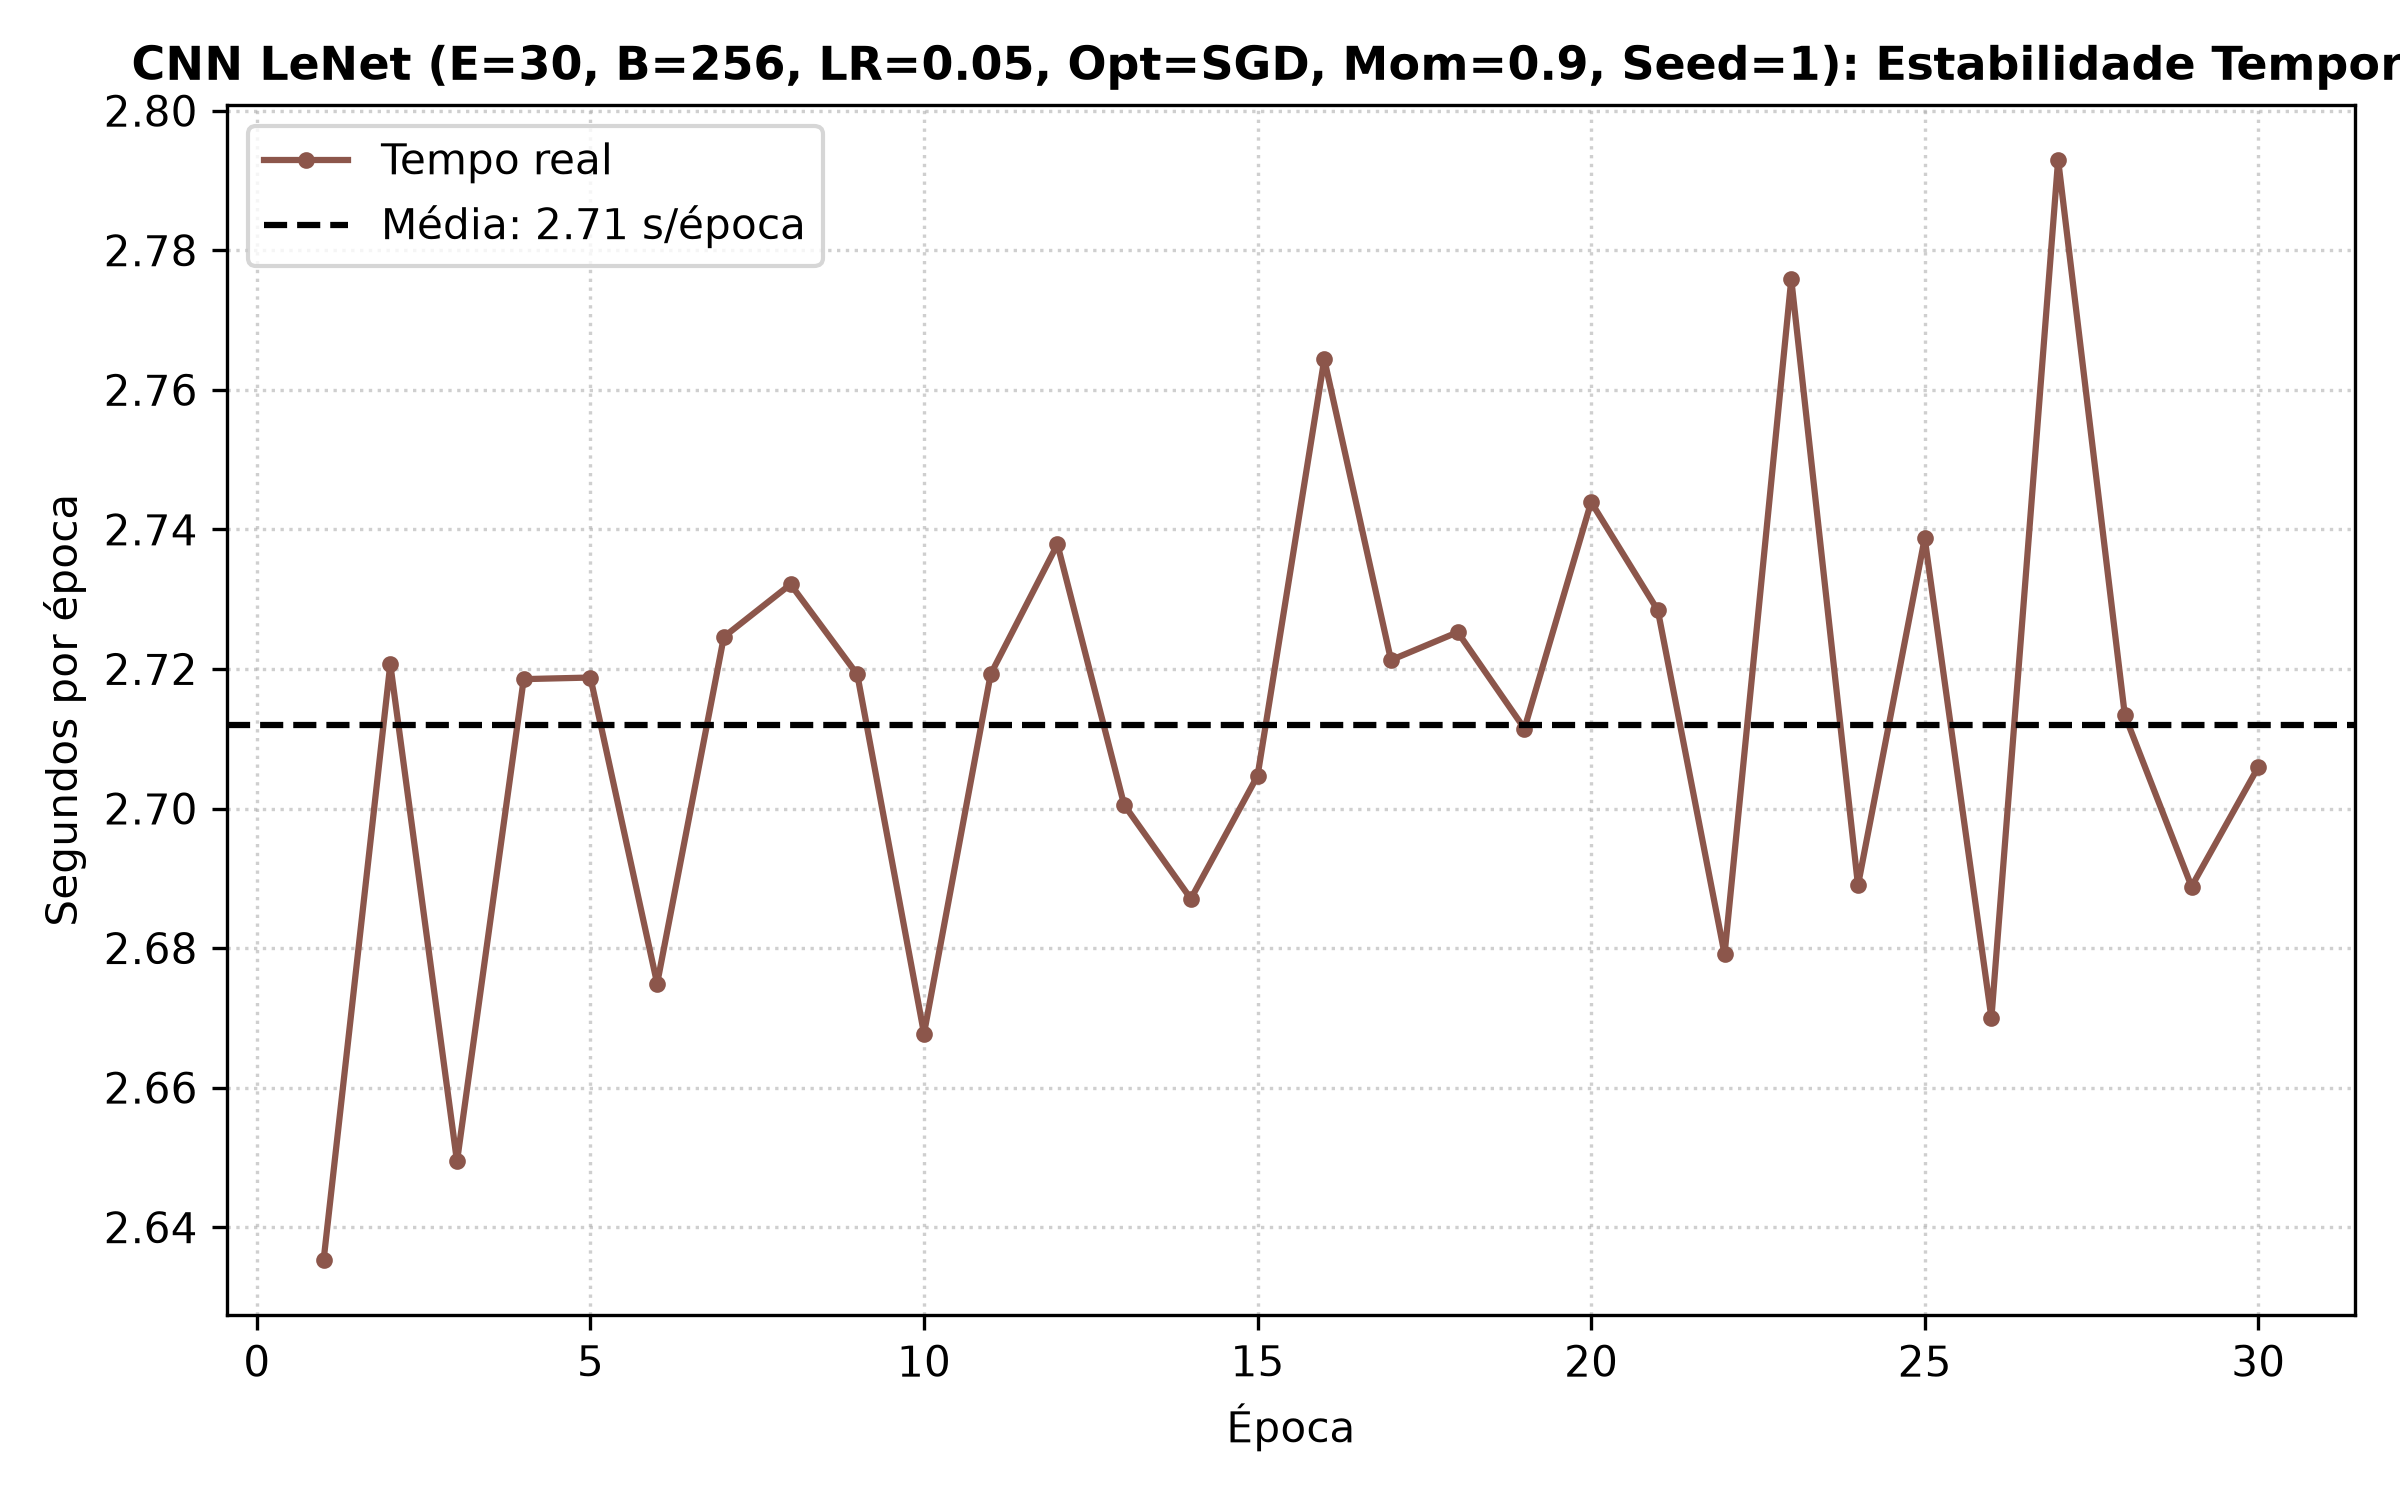 CNN LeNet (E=30, B=256, LR=0.05, Opt=SGD, Mom=0.9, Seed=1): Estabilidade Tempor
2.80
2.78
2.76
2.74
2.72
2.70
2.68
2.66
2.64
Segundos por época
Tempo real
Média: 2.71 s/época
0 5 10 15 20 25 30
Época